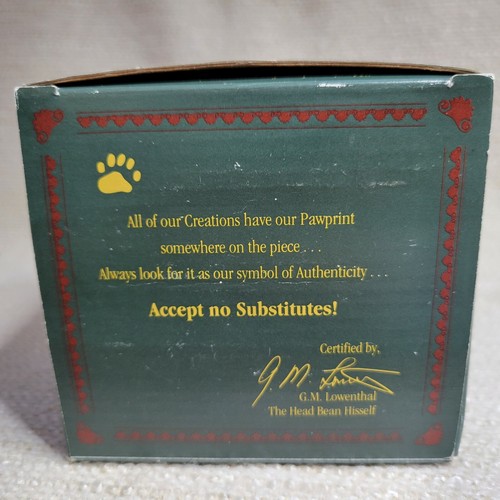 All of our Creations have our Pawprint
somewhere on the piece . . .
Always look for it as our symbol of Authenticity . . .
Accept no Substitutes!
Certified by,
G. M. Lowenthal
G.M. Lowenthal
The Head Bean Hisself